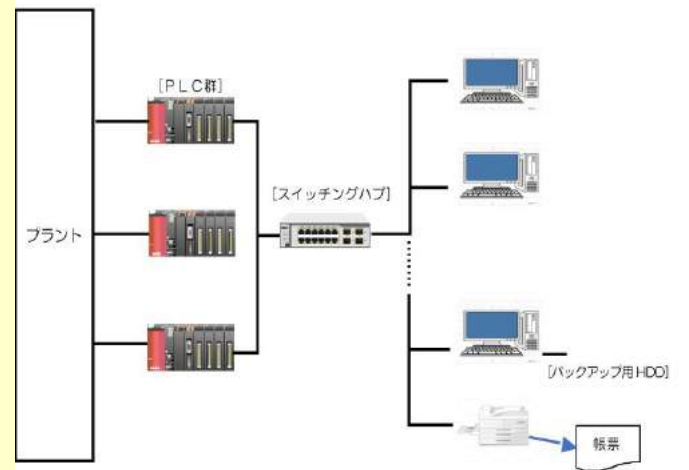 [PLC群]
[スイッチングハブ]
プラント
[バックアップ用HDD]
帳票